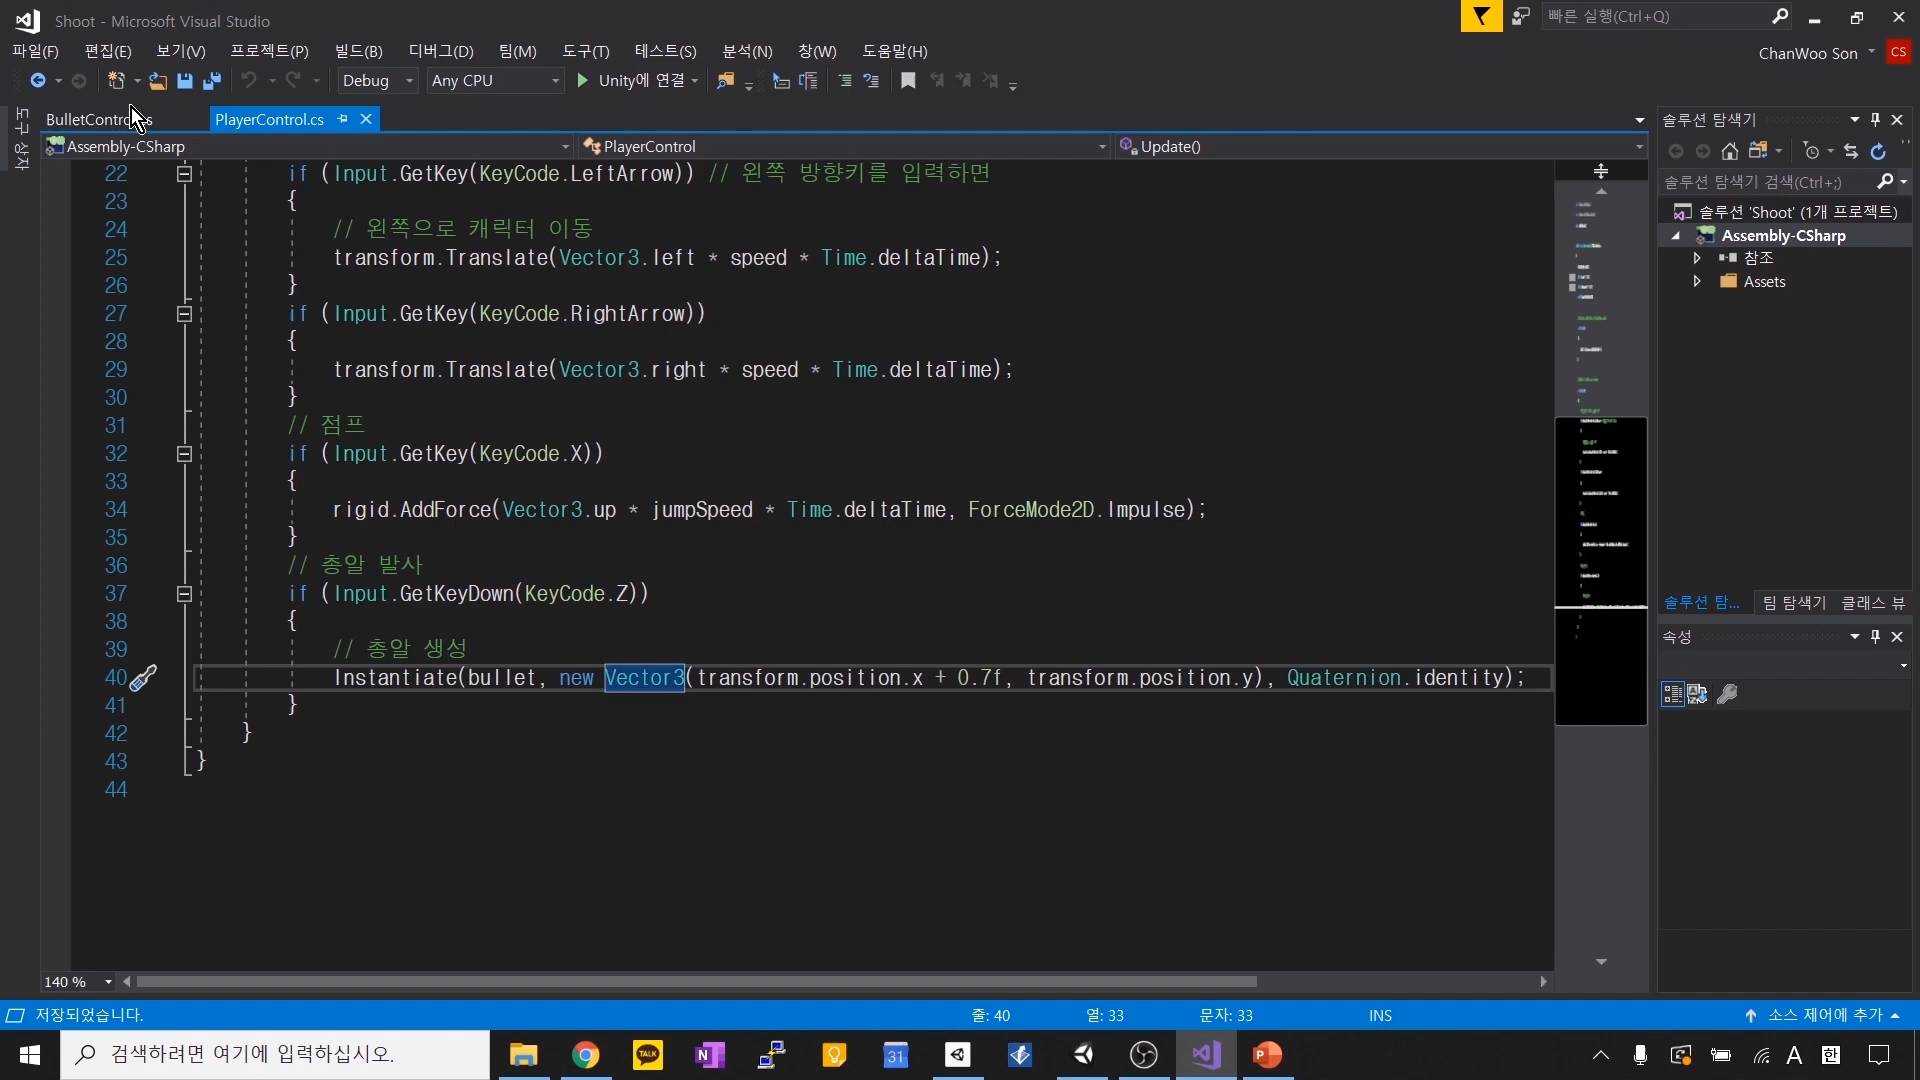 Shoot - Microsoft Visual Studio
빠른 실행(Ctrl+Q)
파일(F) 편집(E) 보기(V) 프로젝트(P) 빌드(B) 디버그(D) 팀(M) 도구(T) 테스트(S) 분석(N) 창(W) 도움말(H)
ChanWoo Son CS
Debug Any CPU Unity에 연결
도구 상자
PlayerControl.cs
솔루션 탐색기
Assembly-CSharp PlayerControl Update()
솔루션 탐색기 검색(Ctrl+;)
솔루션 'Shoot' (1개 프로젝트)
Assembly-CSharp
참조
Assets
22 if (Input.GetKey(KeyCode.LeftArrow)) // 왼쪽 방향키를 입력하면
23 {
24 // 왼쪽으로 캐릭터 이동
25 transform.Translate(Vector3.left * speed * Time.deltaTime);
26 }
27 if (Input.GetKey(KeyCode.RightArrow))
28 {
29 transform.Translate(Vector3.right * speed * Time.deltaTime);
30 }
31 // 점프
32 if (Input.GetKey(KeyCode.X))
33 {
34 rigid.AddForce(Vector3.up * jumpSpeed * Time.deltaTime, ForceMode2D.Impulse);
35 }
36 // 총알 발사
37 if (Input.GetKeyDown(KeyCode.Z))
38 {
39 // 총알 생성
40 Instantiate(bullet, new Vector3(transform.position.x + 0.7f, transform.position.y), Quaternion.identity);
41 }
42 }
43 }
44
솔루션 탐... 팀 탐색기 클래스 뷰
속성
140 %
저장되었습니다. 줄: 40 열: 33 문자: 33 INS 소스 제어에 추가
검색하려면 여기에 입력하십시오.
TALK
31
A 한